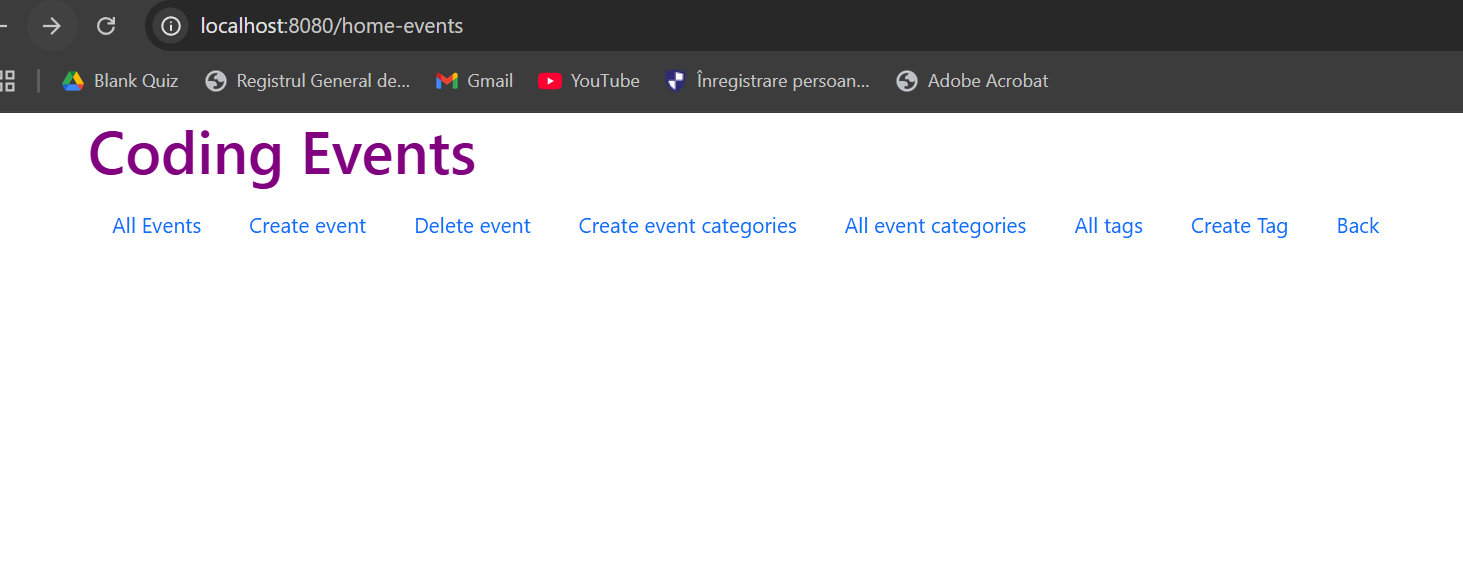 localhost:8080/home-events
Blank Quiz Registrul General de... Gmail YouTube Înregistrare persoan... Adobe Acrobat
Coding Events
All Events Create event Delete event Create event categories All event categories All tags Create Tag Back